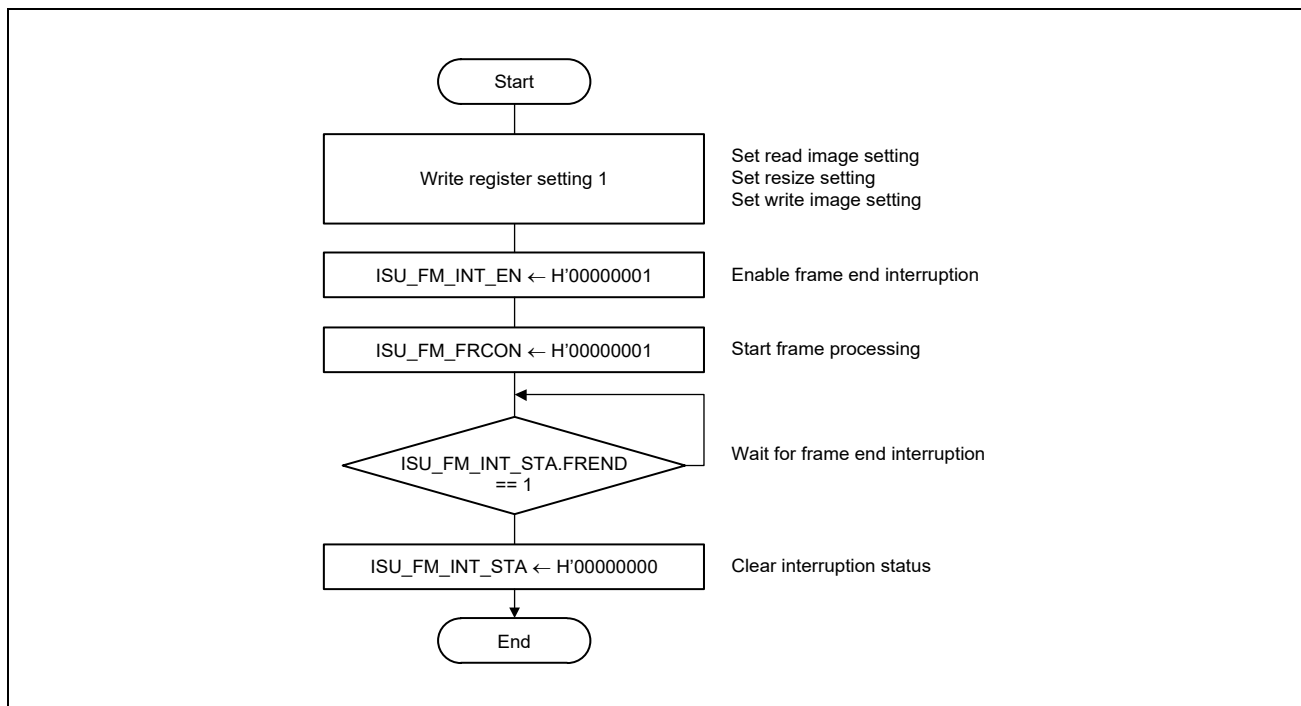 Start
Write register setting 1
Set read image setting
Set resize setting
Set write image setting
ISU_FM_INT_EN ← H’00000001
Enable frame end interruption
ISU_FM_FRCON ← H’00000001
Start frame processing
ISU_FM_INT_STA.FREND
== 1
Wait for frame end interruption
ISU_FM_INT_STA ← H’00000000
Clear interruption status
End